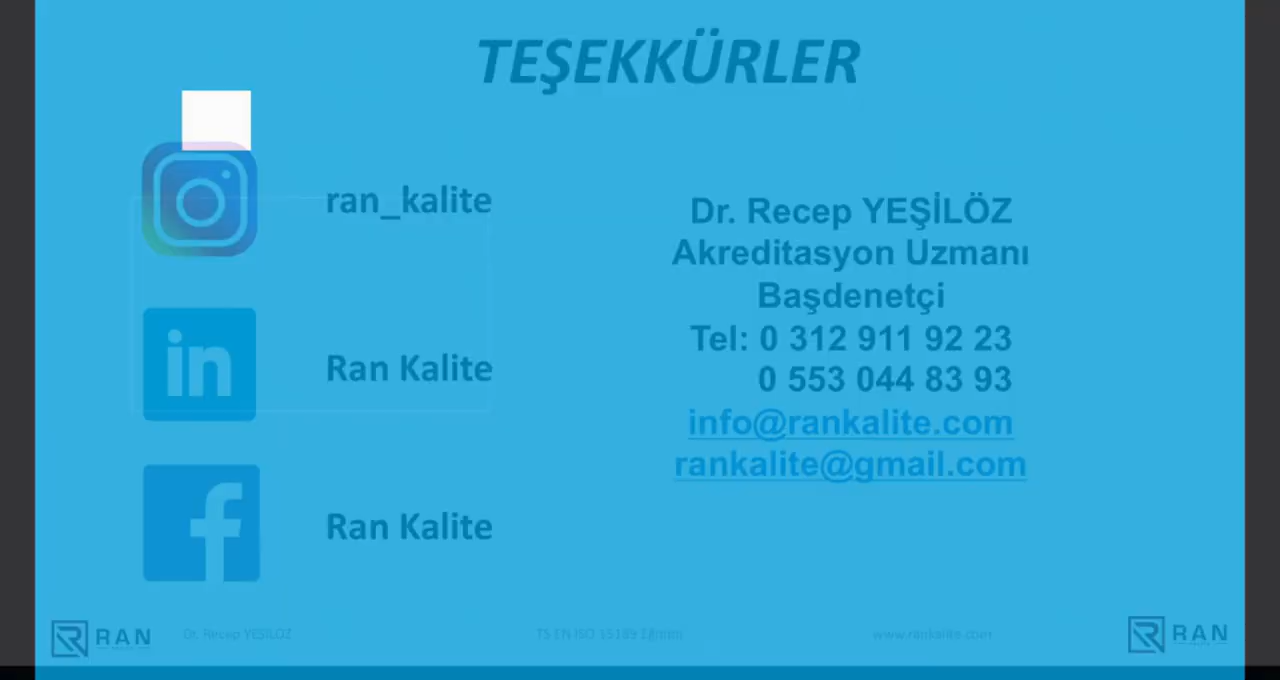 TEŞEKKÜRLER
ran_kalite
Ran Kalite
Ran Kalite
Dr. Recep YEŞİLÖZ
Akreditasyon Uzmanı
Başdenetçi
Tel: 0 312 911 92 23
0 553 044 83 93
info@rankalite.com
rankalite@gmail.com
in
f
RAN
Dr. Recep YEŞİLÖZ
TS EN ISO 15189 Eğitimi
www.rankalite.com
RAN